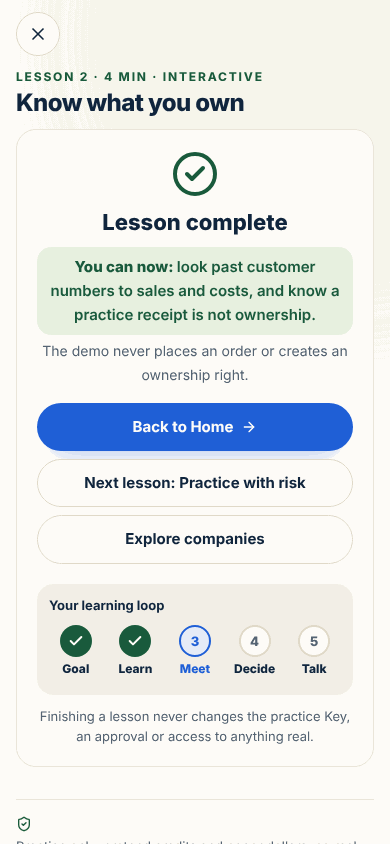 LESSON 2 · 4 MIN · INTERACTIVE
Know what you own
Lesson complete
You can now: look past customer
numbers to sales and costs, and know a
practice receipt is not ownership.
The demo never places an order or creates an
ownership right.
Back to Home →
Next lesson: Practice with risk
Explore companies
Your learning loop
3
4
5
Goal
Learn
Meet
Decide
Talk
Finishing a lesson never changes the practice Key,
an approval or access to anything real.